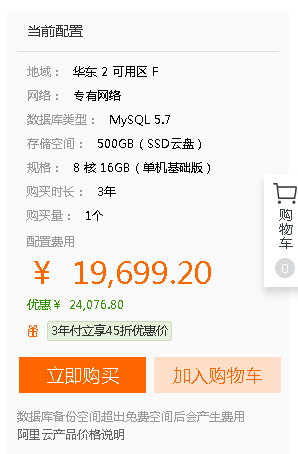 当前配置
地域： 华东 2 可用区 F
网络： 专有网络
数据库类型： MySQL 5.7
存储空间： 500GB（SSD云盘）
规格： 8 核 16GB（单机基础版）
购买时长： 3年
购买量： 1个
配置费用
¥ 19,699.20
优惠¥ 24,076.80
3年付立享45折优惠价
立即购买 加入购物车
数据库备份空间超出免费空间后会产生费用
阿里云产品价格说明
购物车
0